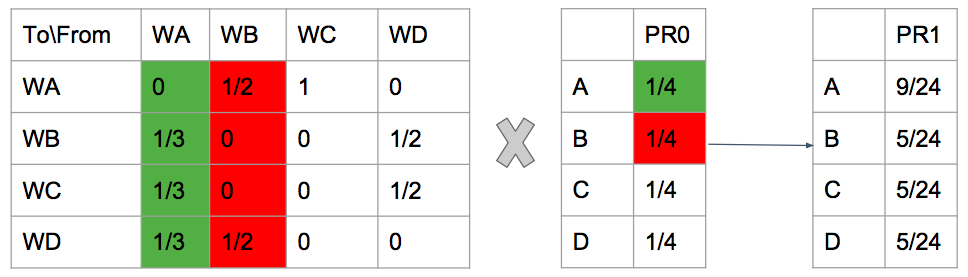 To\From WA WB WC WD PR0 PR1
WA 0 1/2 1 0 A 1/4 A 9/24
WB 1/3 0 0 1/2 B 1/4 B 5/24
WC 1/3 0 0 1/2 C 1/4 C 5/24
WD 1/3 1/2 0 0 D 1/4 D 5/24